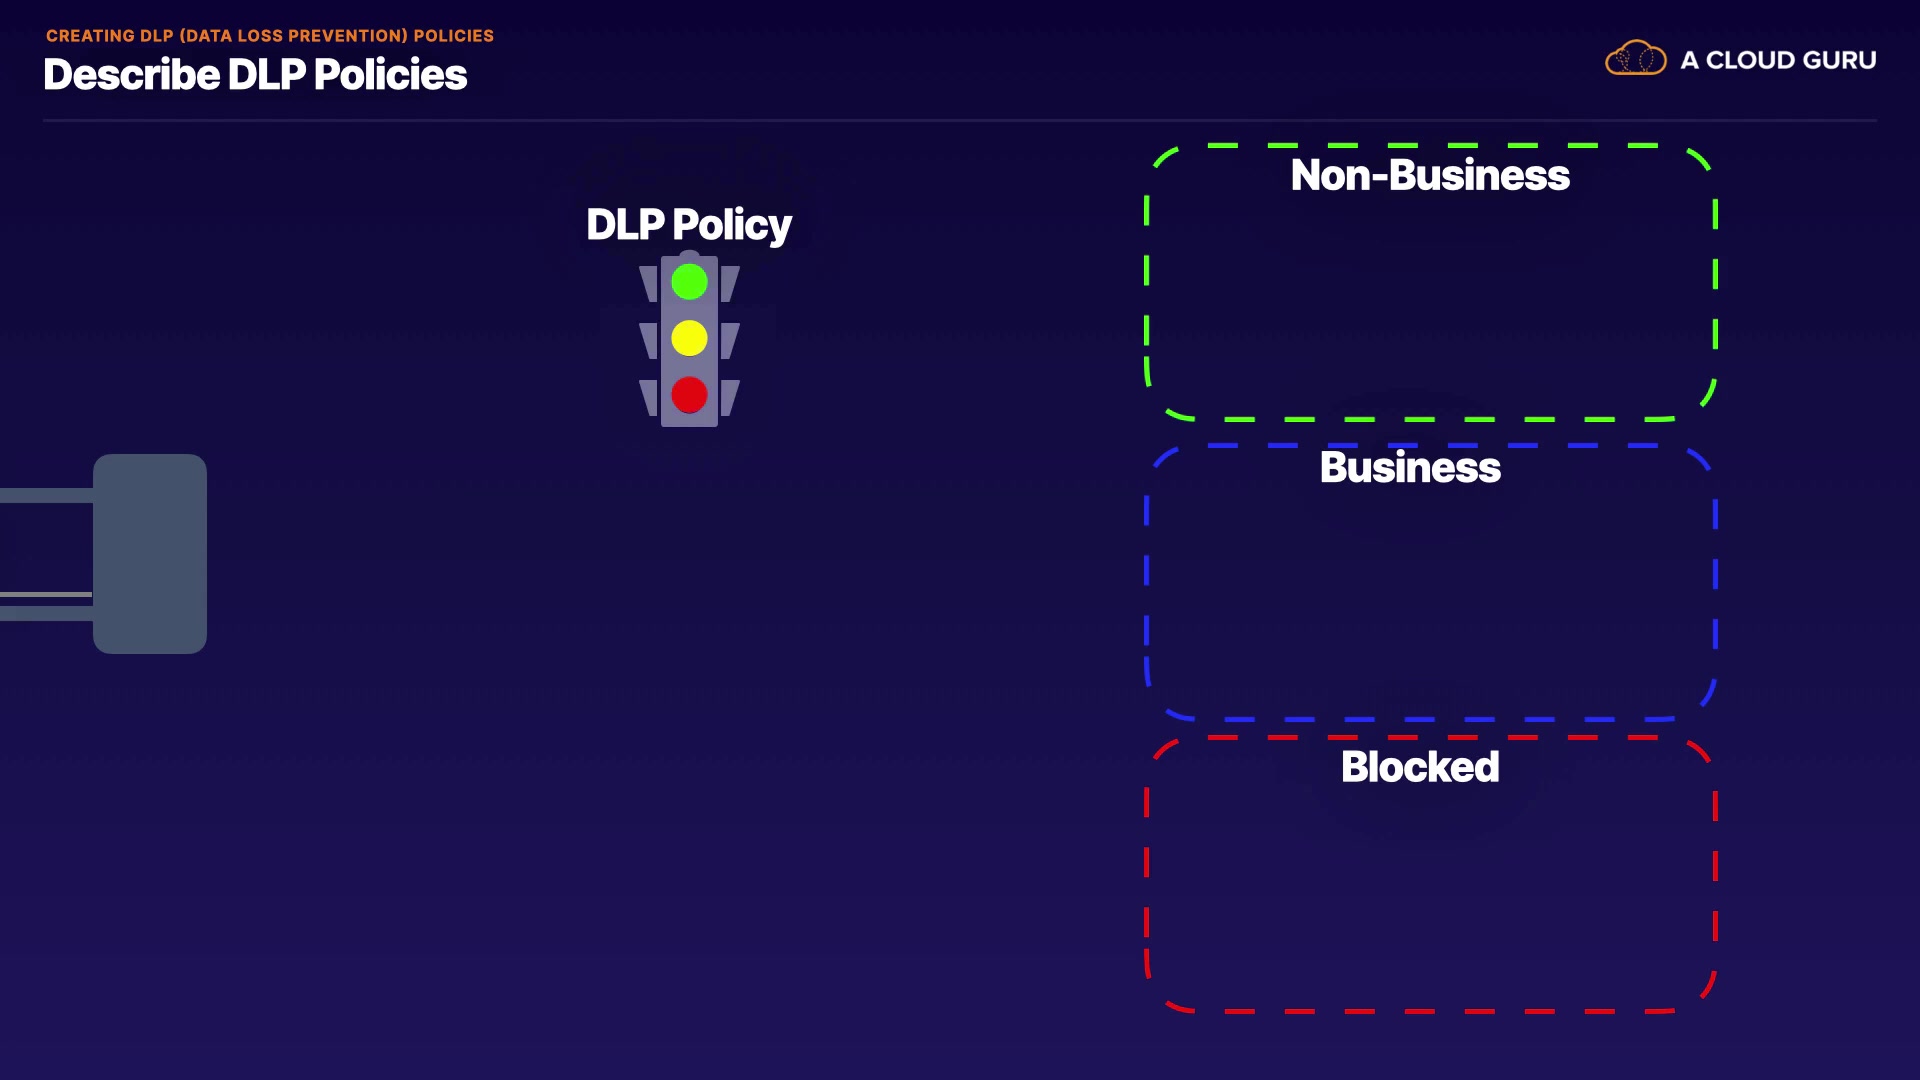 CREATING DLP (DATA LOSS PREVENTION) POLICIES
Describe DLP Policies
A CLOUD GURU
DLP Policy
Non-Business
Business
Blocked